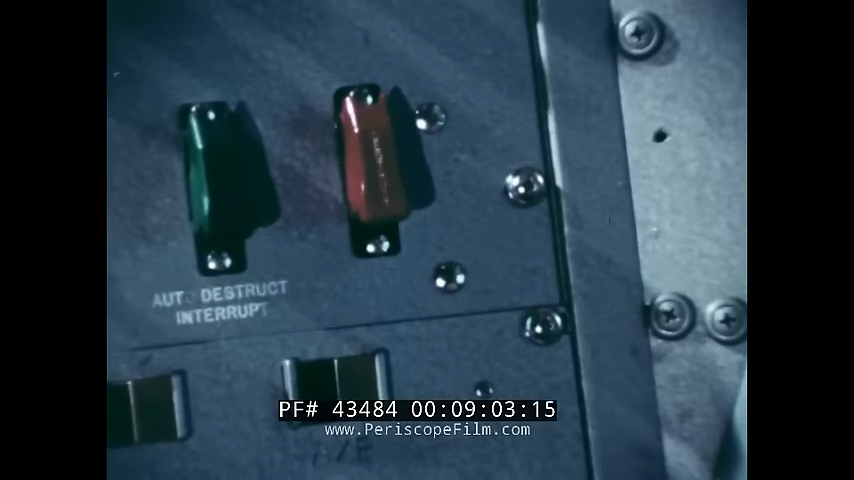 AUTO DESTRUCT
INTERRUPT
PF# 43484 00:09:03:15
www.PeriscopeFilm.com